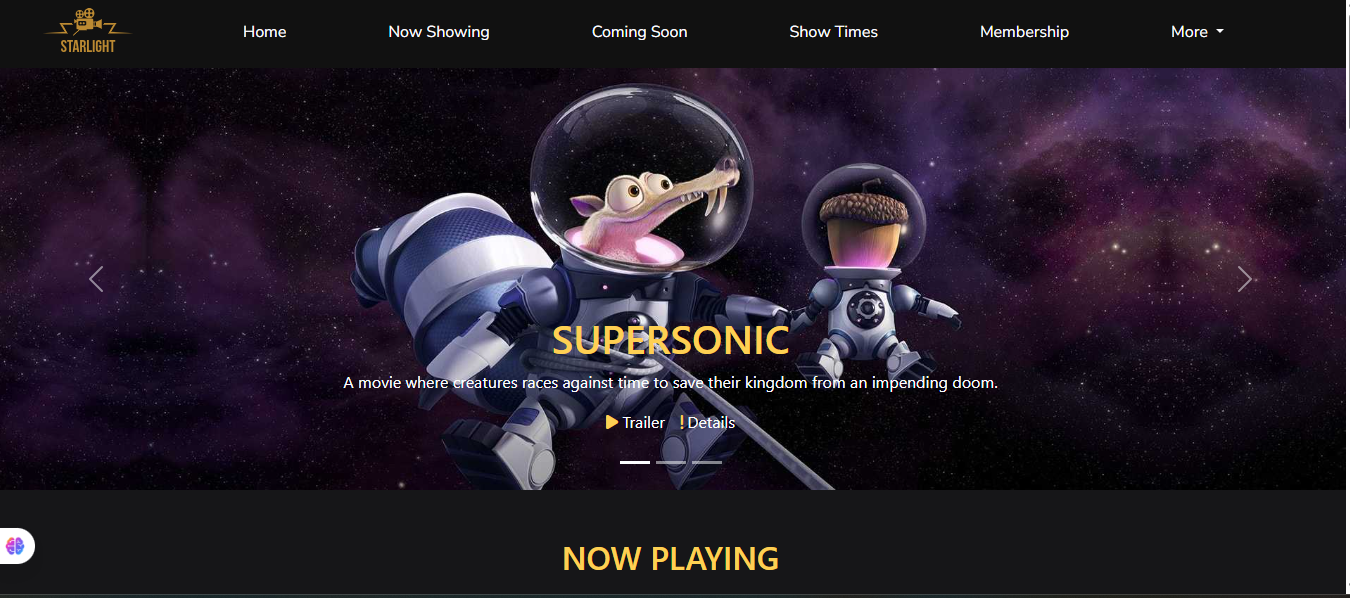 STARLIGHT
Home Now Showing Coming Soon Show Times Membership More
SUPERSONIC
A movie where creatures races against time to save their kingdom from an impending doom.
Trailer Details
NOW PLAYING